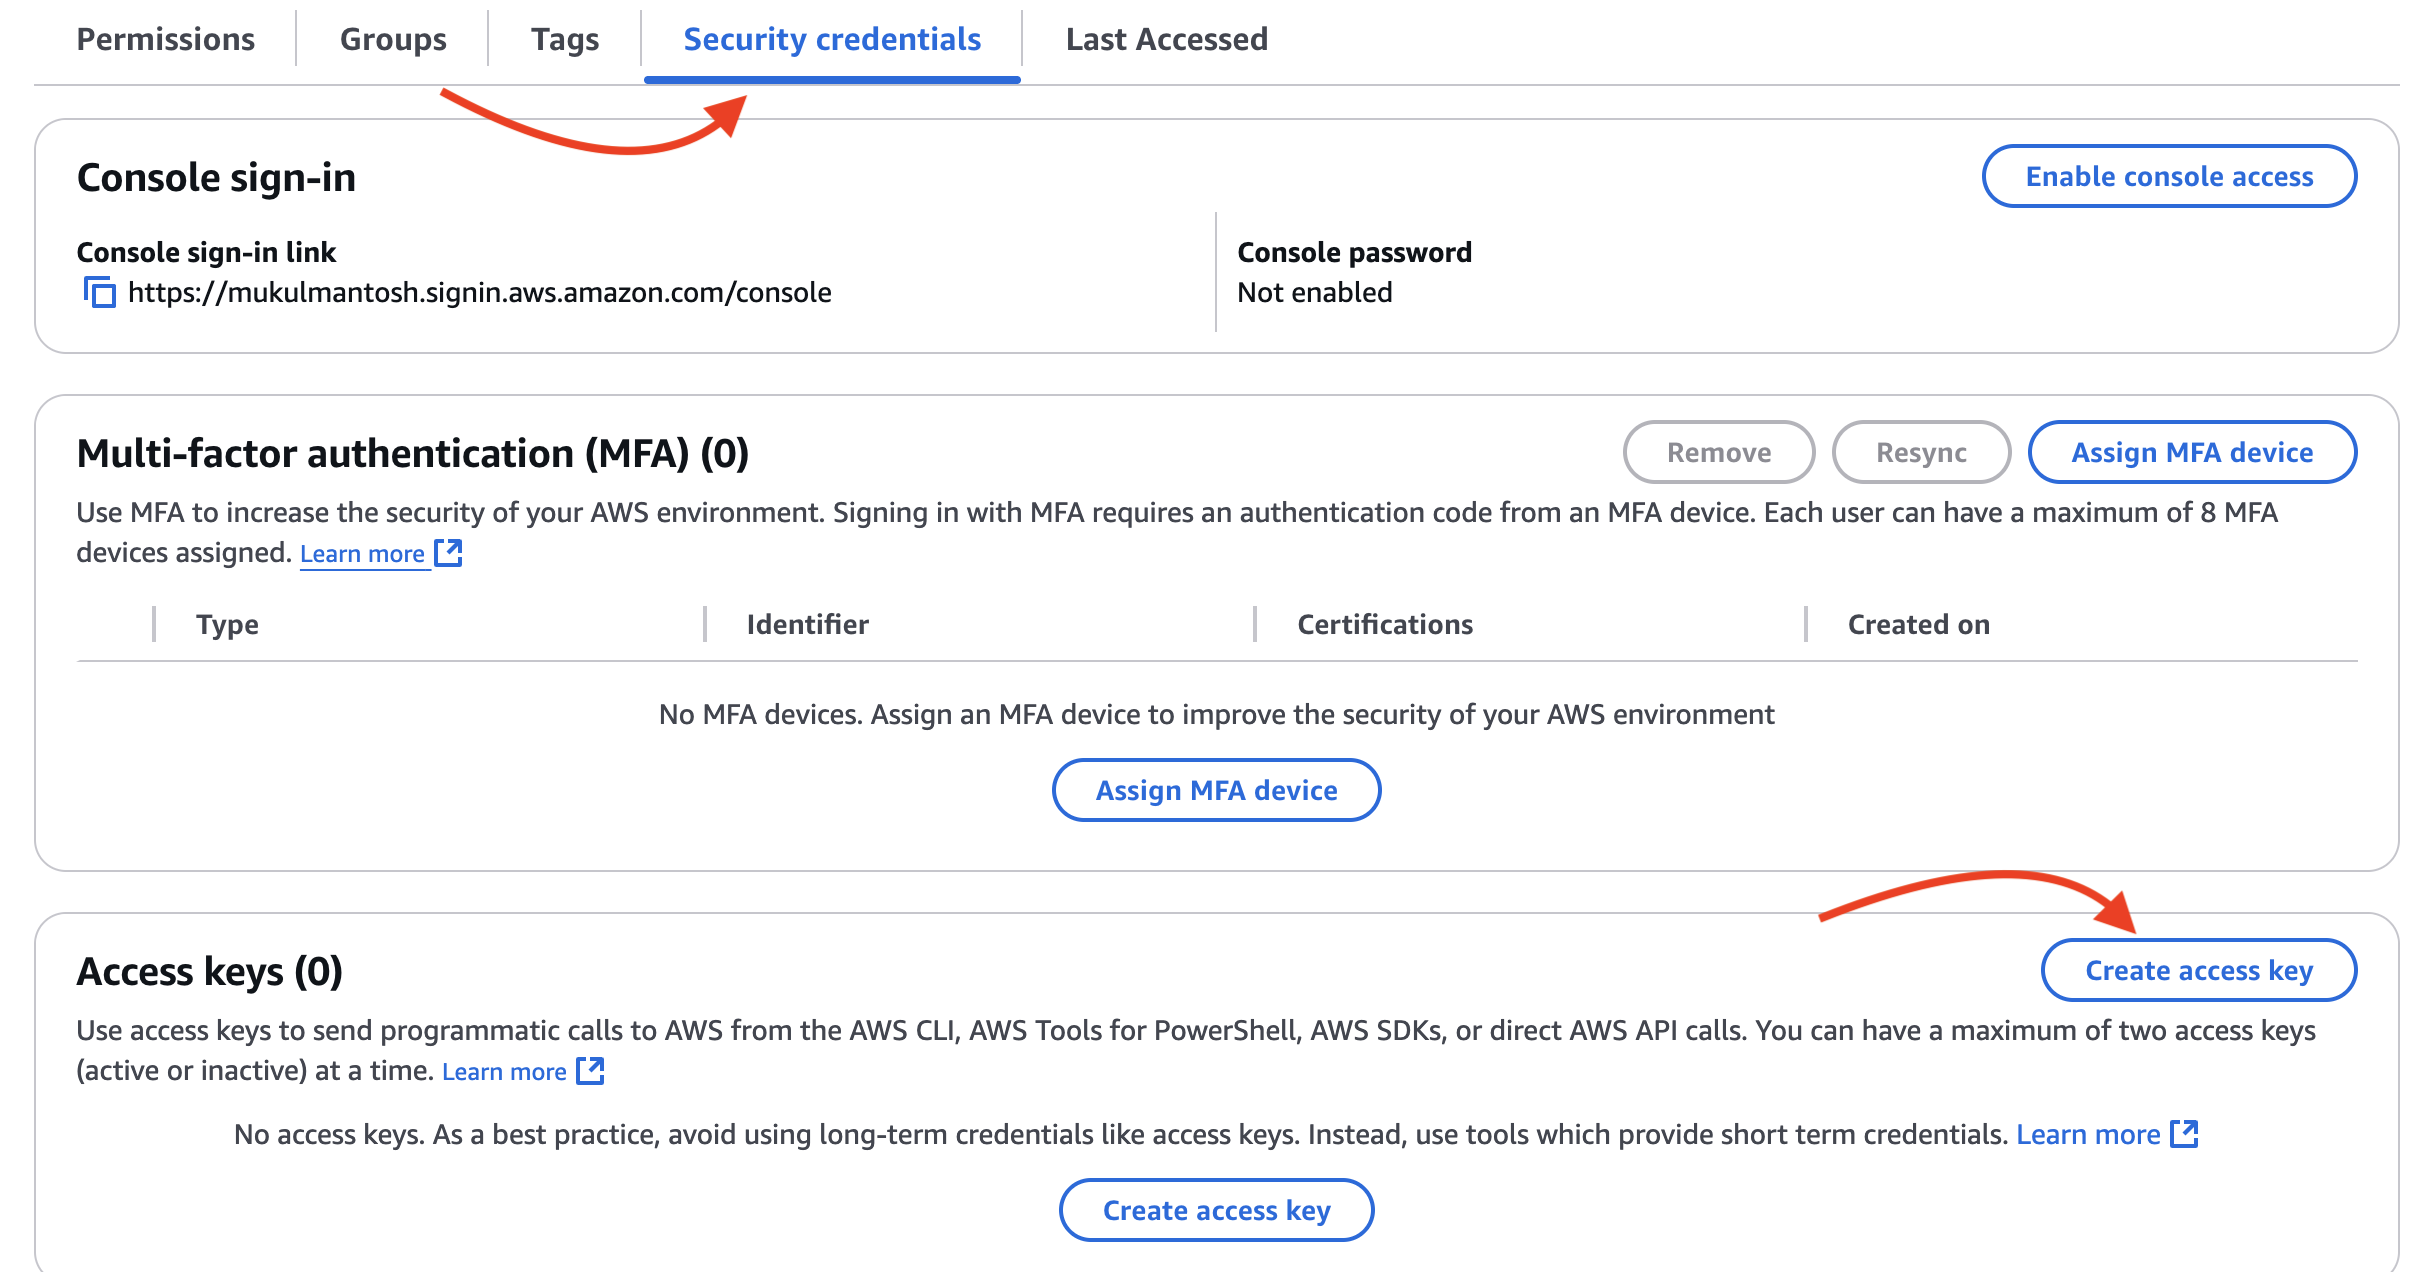 Permissions
Groups
Tags
Security credentials
Last Accessed
Console sign-in
Enable console access
Console sign-in link
https://mukulmantosh.signin.aws.amazon.com/console
Console password
Not enabled
Multi-factor authentication (MFA) (0)
Remove
Resync
Assign MFA device
Use MFA to increase the security of your AWS environment. Signing in with MFA requires an authentication code from an MFA device. Each user can have a maximum of 8 MFA
devices assigned. Learn more
Type
Identifier
Certifications
Created on
No MFA devices. Assign an MFA device to improve the security of your AWS environment
Assign MFA device
Access keys (0)
Create access key
Use access keys to send programmatic calls to AWS from the AWS CLI, AWS Tools for PowerShell, AWS SDKs, or direct AWS API calls. You can have a maximum of two access keys
(active or inactive) at a time. Learn more
No access keys. As a best practice, avoid using long-term credentials like access keys. Instead, use tools which provide short term credentials. Learn more
Create access key